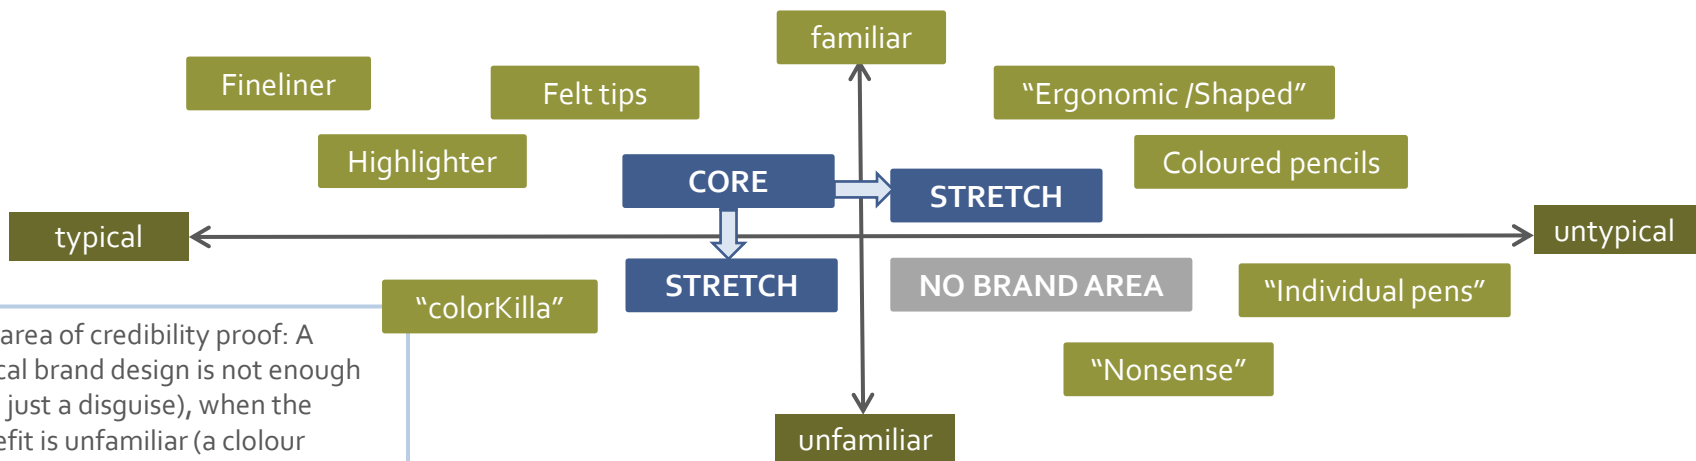 familiar
Fineliner
Felt tips
"Ergonomic /Shaped"
Highlighter
CORE
Coloured pencils
STRETCH
typical
untypical
STRETCH
NO BRAND AREA
"Individual pens"
"colorKilla"
area of credibility proof: A
brand design is not enough
just a disguise), when the
is unfamiliar (a clolour
"Nonsense"
unfamiliar